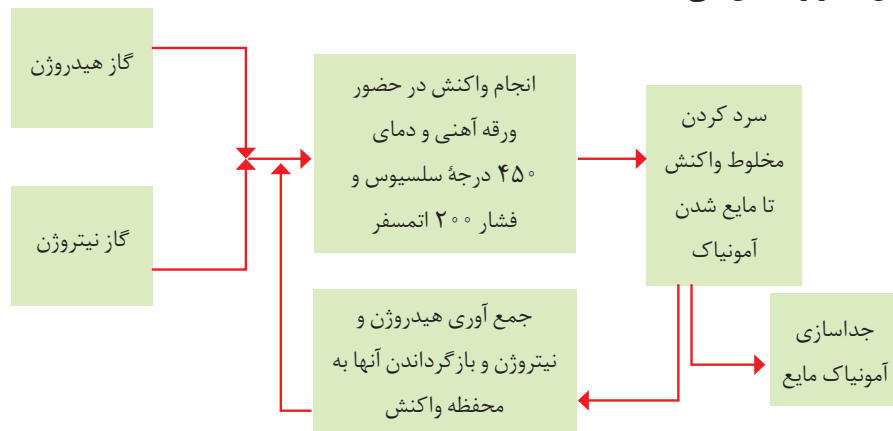 گاز هیدروژن
گاز نیتروژن
انجام واکنش در حضور
ورقه آهنی و دمای
۴۵۰ درجهٔ سلسیوس و
فشار ۲۰۰ اتمسفر
سرد کردن
مخلوط واکنش
تا مایع شدن
آمونیاک
جمع آوری هیدروژن و
نیتروژن و بازگرداندن آنها به
محفظه واکنش
جداسازی
آمونیاک مایع